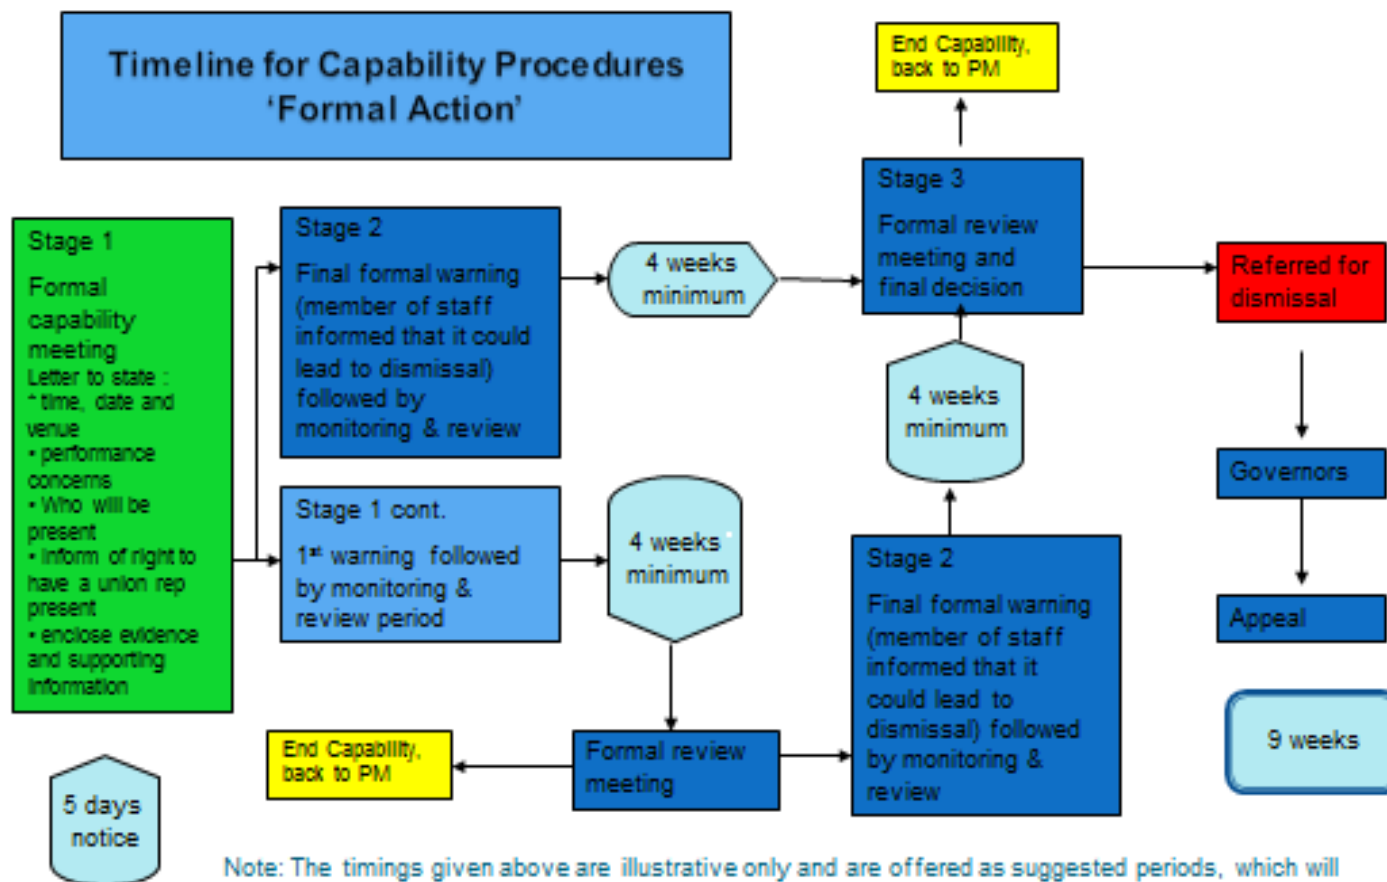 Timeline for Capability Procedures
‘Formal Action’
End Capability,
back to PM
Stage 1
Formal
capability
meeting
Letter to state :
* time, date and
venue
• performance
concerns
• Who will be
present
• inform of right to
have a union rep
present
• enclose evidence
and supporting
information
Stage 2
Final formal warning
(member of staff
informed that it could
lead to dismissal)
followed by
monitoring & review
4 weeks
minimum
Stage 3
Formal review
meeting and
final decision
Referred for
dismissal
4 weeks
minimum
Governors
Stage 1 cont.
1st warning followed
by monitoring &
review period
4 weeks
minimum
Stage 2
Final formal warning
(member of staff
informed that it
could lead to
dismissal) followed
by monitoring &
review
Appeal
End Capability,
back to PM
Formal review
meeting
9 weeks
5 days
notice
Note: The timings given above are illustrative only and are offered as suggested periods, which will